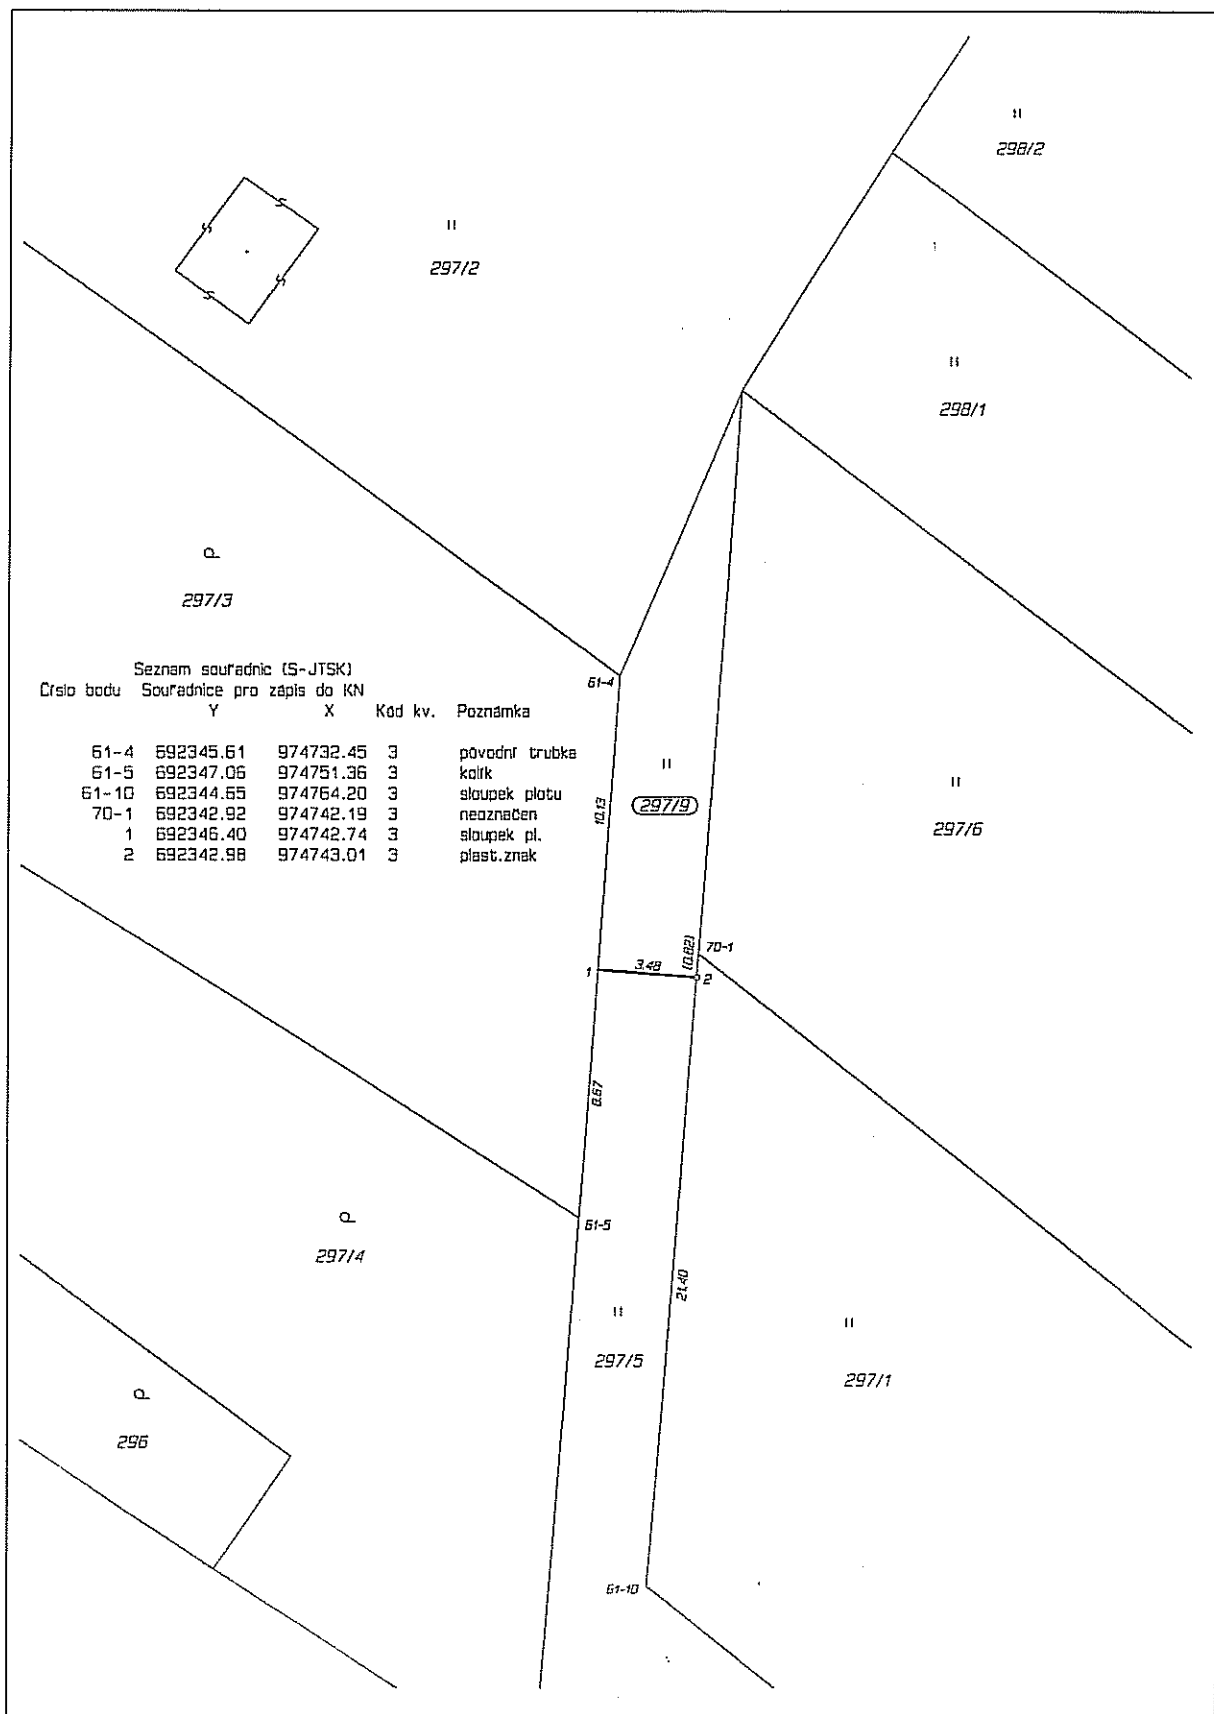 298/2
297/2
298/1
297/3
Seznam souřadnic (S-JTSK)
Číslo bodu Souřadnice pro zápis do KN
Y X Kód kv. Poznámka
61-4 692345.61 974732.45 3 původní trubka
61-5 692347.06 974751.36 3 kolík
61-10 692344.65 974764.20 3 sloupek plotu
70-1 692342.92 974742.19 3 neoznačen
1 692346.40 974742.74 3 sloupek pl.
2 692342.98 974743.01 3 plast.znak
61-4
10.13
297/9
297/6
(0.82)
70-1
3.48
1
2
8.67
61-5
297/4
21.40
297/5
297/1
296
61-10